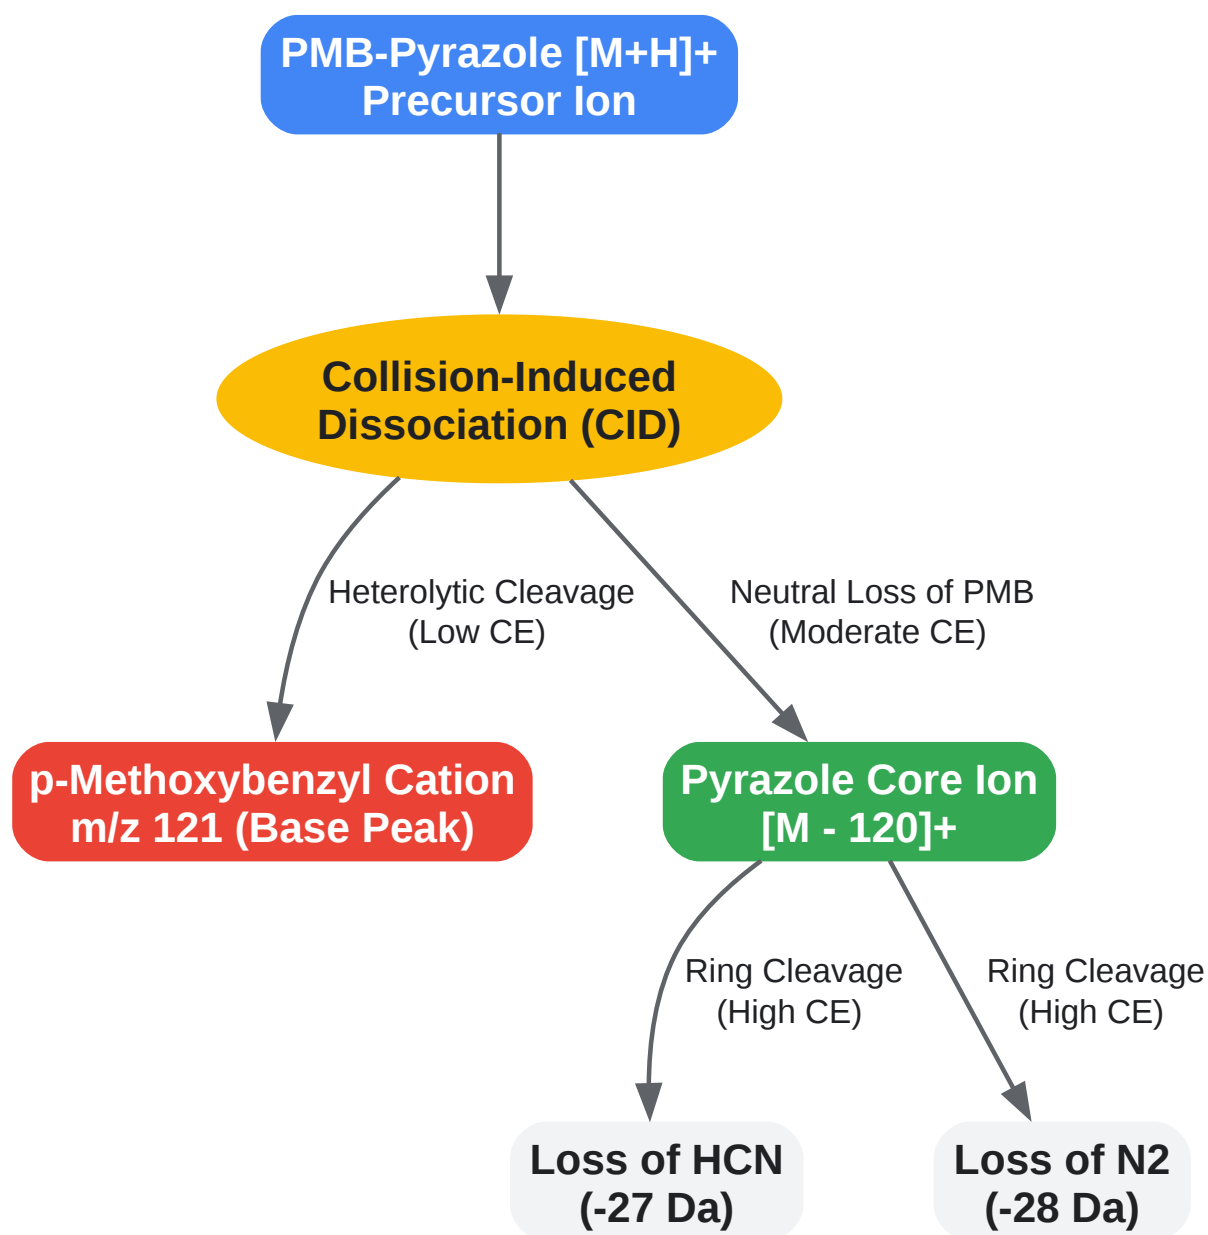 PMB-Pyrazole [M+H]+
Precursor Ion
Collision-Induced
Dissociation (CID)
Heterolytic Cleavage
(Low CE)
Neutral Loss of PMB
(Moderate CE)
p-Methoxybenzyl Cation
m/z 121 (Base Peak)
Pyrazole Core Ion
[M - 120]+
Ring Cleavage
(High CE)
Ring Cleavage
(High CE)
Loss of HCN
(-27 Da)
Loss of N2
(-28 Da)